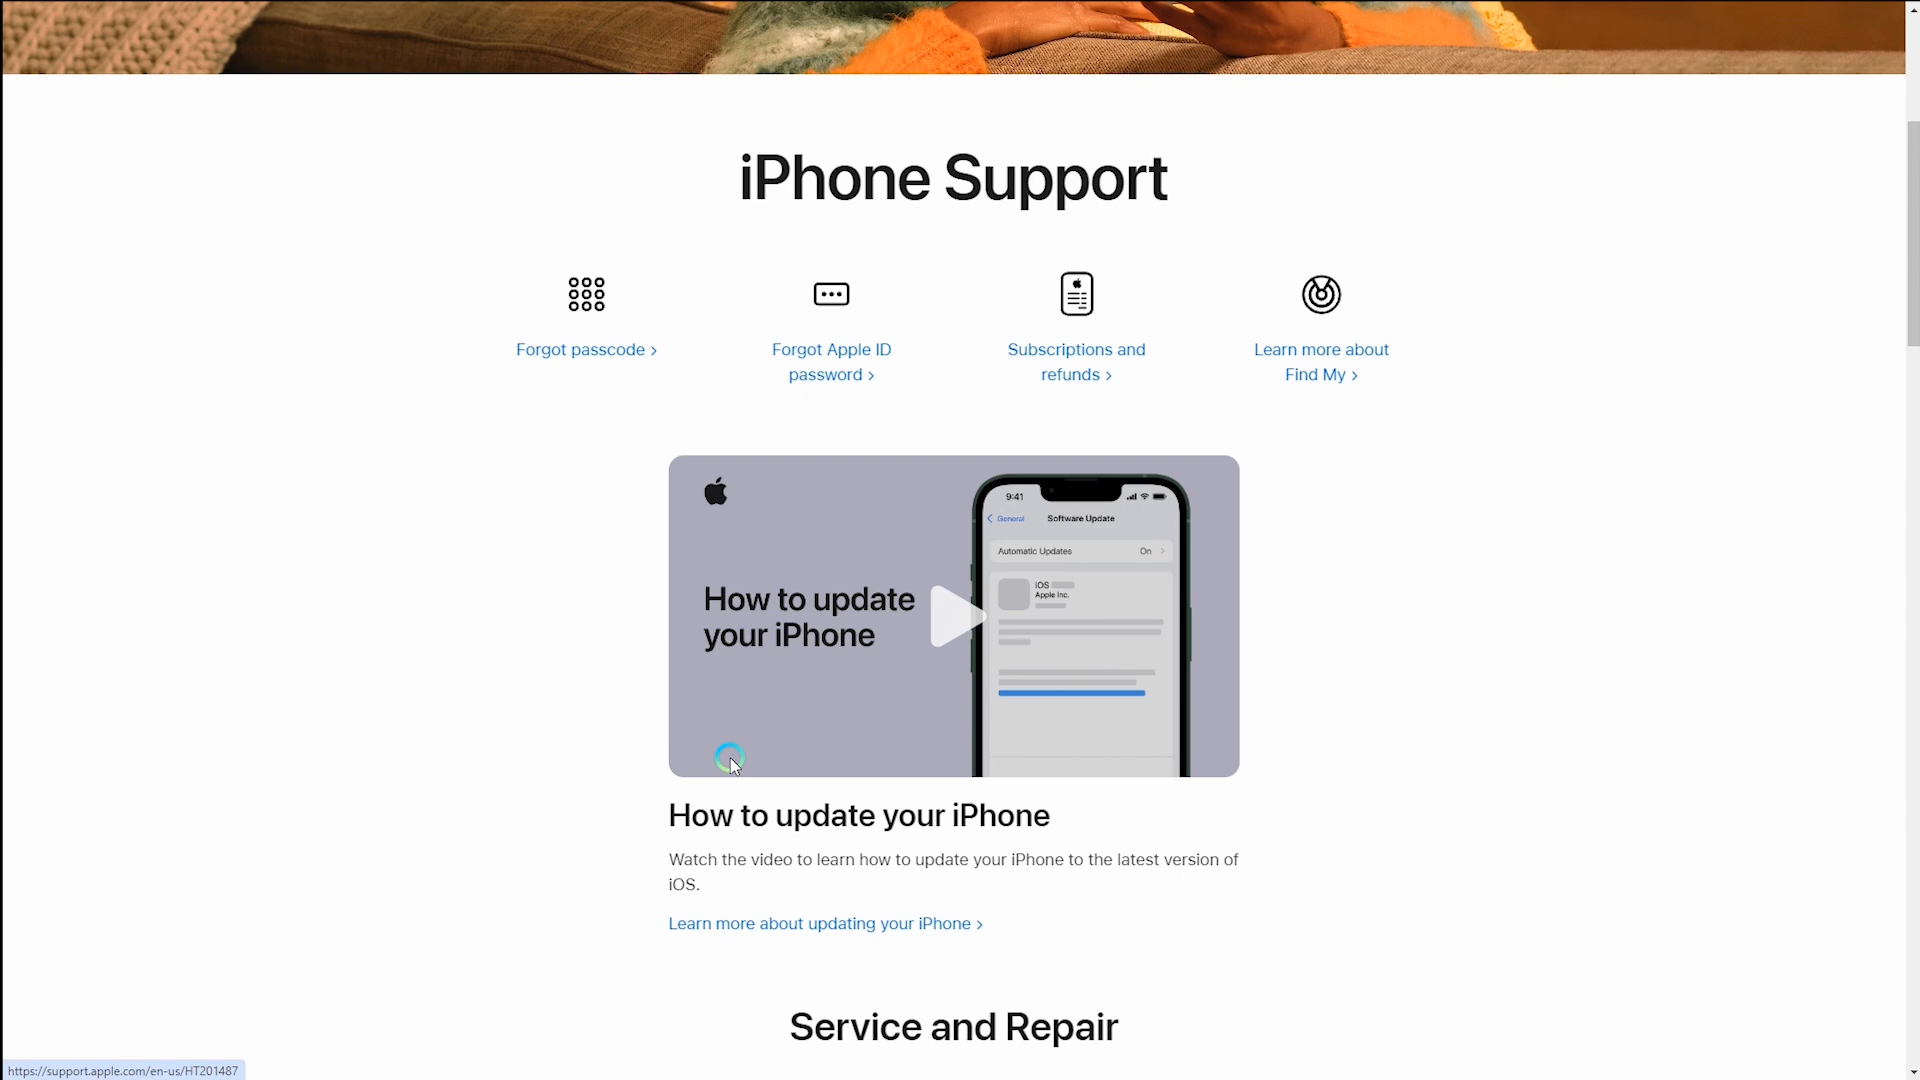 iPhone Support
Forgot passcode >
Forgot Apple ID
password >
Subscriptions and
refunds >
Learn more about
Find My >
9:41
General
Software Update
Automatic Updates
On
iOS
Apple Inc.
How to update
your iPhone
How to update your iPhone
Watch the video to learn how to update your iPhone to the latest version of
iOS.
Learn more about updating your iPhone >
Service and Repair
https://support.apple.com/en-us/HT201487